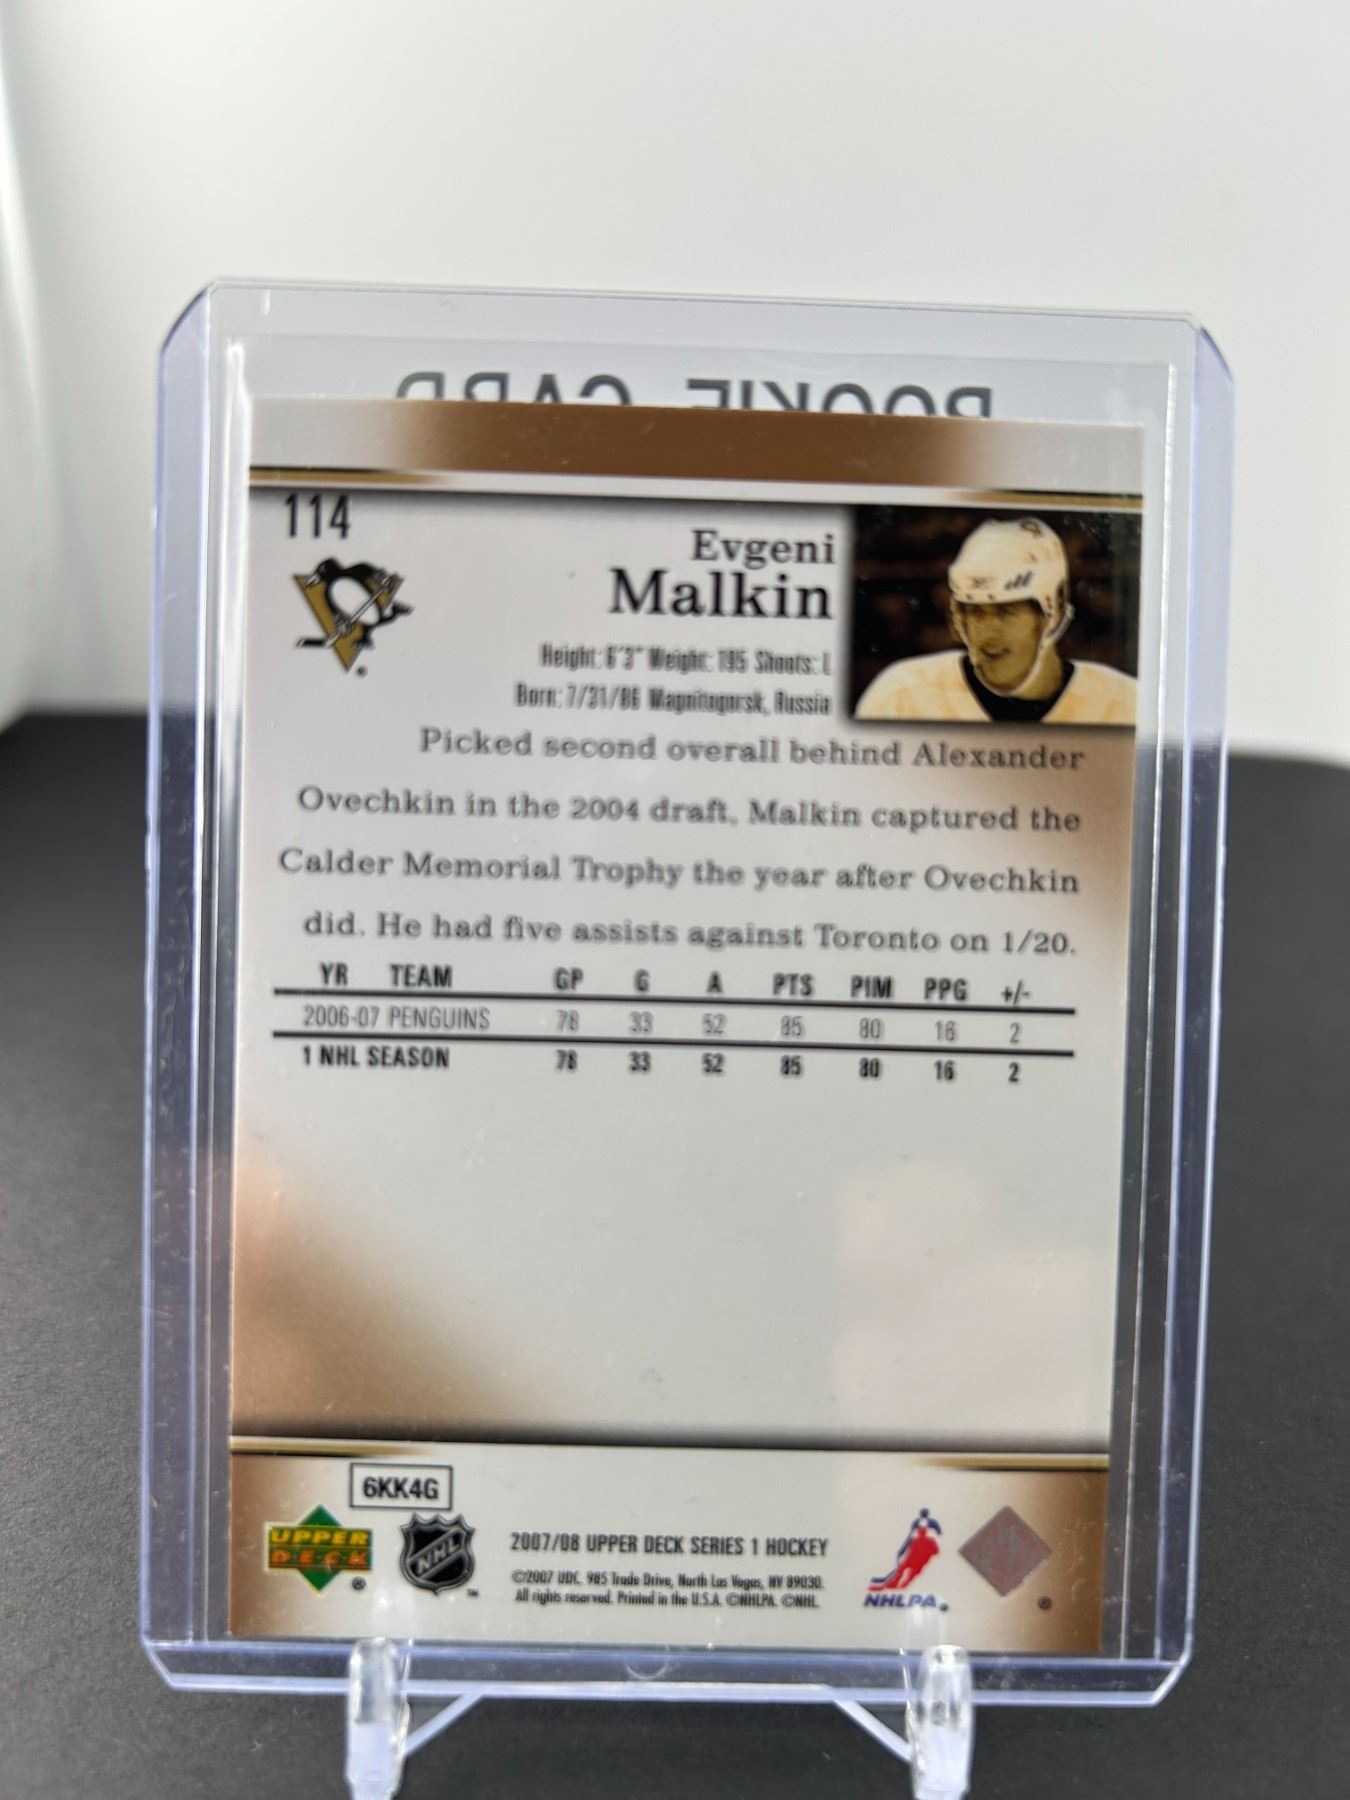 ROOKIE CARD
114
Evgeni
Malkin
Height: 6'3" Weight: 195 Shoots: L
Born: 7/31/86 Magnitogorsk, Russia
Picked second overall behind Alexander
Ovechkin in the 2004 draft, Malkin captured the
Calder Memorial Trophy the year after Ovechkin
did. He had five assists against Toronto on 1/20.
YR TEAM GP G A PTS PIM PPG +/-
2006-07 PENGUINS 78 33 52 85 80 16 2
1 NHL SEASON 78 33 52 85 80 16 2
6KK4G
UPPER
DECK ®
NHL ™
2007/08 UPPER DECK SERIES 1 HOCKEY
©2007 UDC. 985 Trade Drive, North Las Vegas, NV 89030.
All rights reserved. Printed in the U.S.A. ©NHLPA. ©NHL.
NHLPA. ®